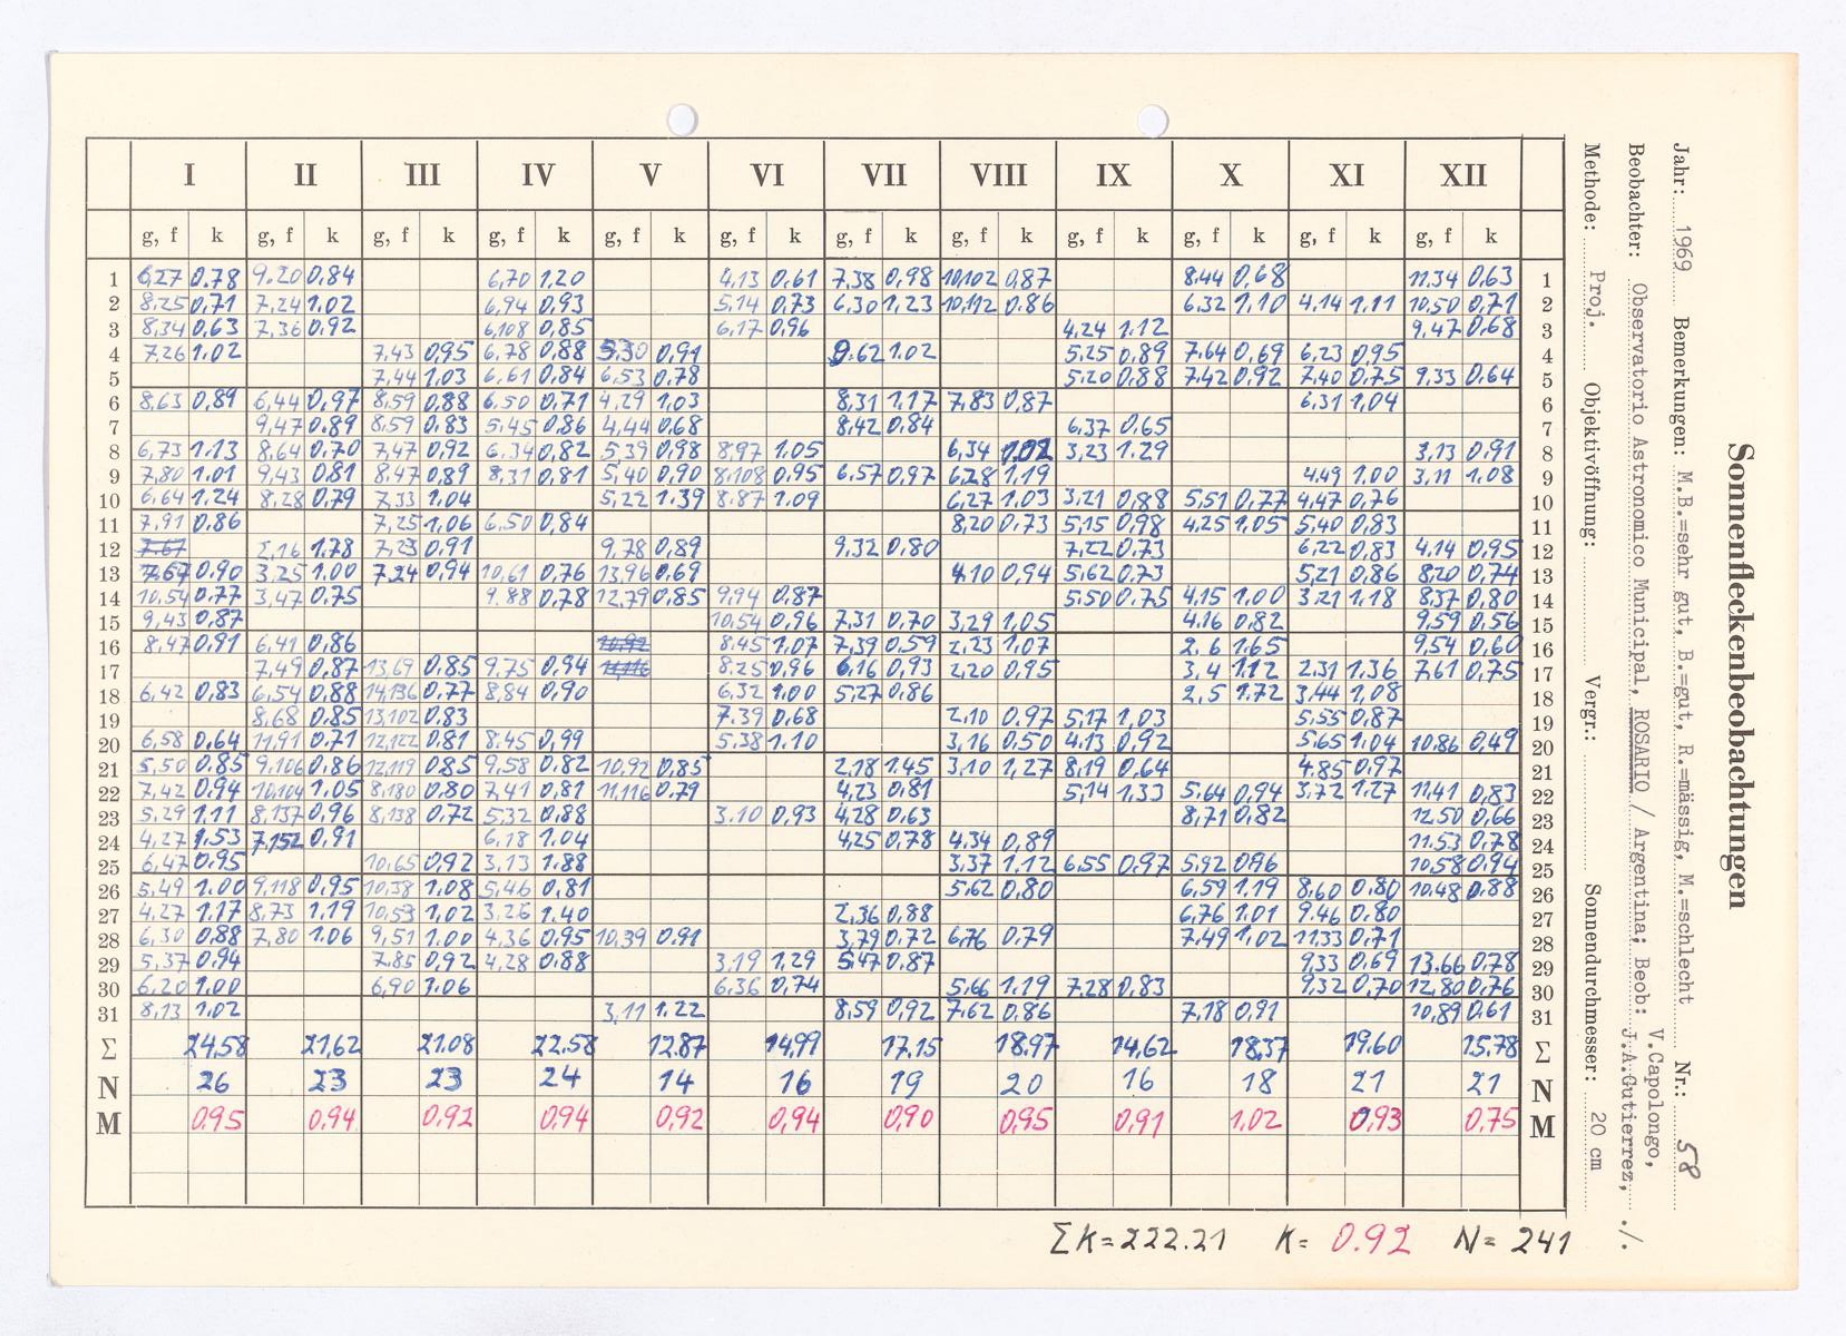 Sonnenfleckenbeobachtungen
Jahr: 1969 Bemerkungen: M.B.=sehr gut, B.=gut, R.=mässig, M.=schlecht Nr.: 58
Beobachter: Observatorio Astronomico Municipal, ROSARIO / Argentina; Beob: V.Capolongo, J.A.Gutierrez, ./.
Methode: Proj. Objektivöffnung: Vergr.: Sonnendurchmesser: 20 cm
I II III IV V VI VII VIII IX X XI XII
g, f k g, f k g, f k g, f k g, f k g, f k g, f k g, f k g, f k g, f k g, f k g, f k
1 6,27 0.78 9.20 0,84 6,70 1,20 4,13 0,61 7,38 0,98 10,102 0,87 8.44 0,68 11.34 0,63 1
2 8,25 0,71 7,24 1.02 6,94 0,93 5,14 0,73 6,30 1,23 10,112 0.86 6,32 1,10 4,14 1,11 10,50 0,71 2
3 8,34 0,63 7,36 0,92 6,108 0,85 6,17 0,96 4,24 1.12 9,47 0,68 3
4 7,26 1,02 7,43 0,95 6,78 0,88 5,30 0,91 9.62 1.02 5,25 0,89 7,64 0,69 6,23 0,95 4
5 7,44 1,03 6,61 0,84 6,53 0,78 5,20 0,88 7,42 0,92 7,40 0,75 9,33 0,64 5
6 8,63 0,89 6,44 0,97 8,59 0,88 6,50 0,71 4,29 1,03 8,31 1,17 7,83 0,87 6,31 1,04 6
7 9,47 0.89 8,59 0,83 5,45 0,86 4,44 0,68 8,42 0,84 6,37 0,65 7
8 6,73 1.13 8,64 0,70 7,47 0,92 6.34 0,82 5,39 0,98 8,97 1.05 6,34 1.02 3,23 1.29 3,13 0,91 8
9 7,80 1.01 9,43 0,81 8,47 0,89 8,31 0,81 5,40 0,90 8,108 0,95 6,57 0,97 6,28 1,19 4,49 1,00 3,11 1,08 9
10 6,64 1,24 8,28 0,79 7,33 1.04 5,22 1.39 8.87 1.09 6,27 1,03 3,21 0,88 5,51 0,77 4,47 0,76 10
11 7,91 0,86 7,25 1,06 6,50 0,84 8,20 0,73 5,15 0,98 4,25 1,05 5,40 0,83 11
12 7,67 2,16 1,78 7,23 0,91 9,78 0,89 9,32 0,80 7,22 0,73 6,22 0,83 4,14 0,95 12
13 7,67 0,90 3,25 1.00 7,24 0,94 10,61 0,76 13,96 0,69 4,10 0,94 5,62 0,73 5,21 0,86 8,20 0,74 13
14 10,54 0,77 3,47 0,75 9.88 0,78 12,79 0,85 9,94 0,87 5,50 0,75 4,15 1,00 3,21 1,18 8,37 0,80 14
15 9,43 0,87 10,54 0,96 7,31 0,70 3,29 1,05 4,16 0,82 9,59 0,56 15
16 8,47 0,91 6,41 0,86 10,92 8.45 1.07 7,39 0,59 2,23 1,07 2.6 1.65 9,54 0,60 16
17 7,49 0,87 13,69 0,85 9,75 0,94 11,116 8,25 0,96 6,16 0,93 2,20 0,95 3,4 1,12 2.31 1,36 7,61 0,75 17
18 6,42 0,83 6,54 0,88 14,136 0,77 8,84 0,90 6,32 1.00 5,27 0,86 2,5 1.72 3,44 1,08 18
19 8,68 0,85 13,102 0,83 7.39 0,68 2,10 0,97 5,17 1,03 5,55 0,87 19
20 6,58 0,64 11,91 0,71 12,122 0,81 8.45 0,99 5.38 1.10 3,16 0,50 4,13 0,92 5,65 1,04 10,86 0,49 20
21 5,50 0.85 9,106 0,86 12,119 0,85 9,58 0.82 10,92 0,85 2,18 1.45 3,10 1,27 8,19 0,64 4.85 0,97 21
22 7,42 0,94 10,104 1.05 8,180 0,80 7,41 0,81 11,116 0,79 4,23 0,81 5,14 1,33 5,64 0,94 3,72 1,27 11,41 0,83 22
23 5,29 1.11 8,137 0,96 8,138 0,72 5,32 0,88 3.10 0,93 4,28 0,63 8,71 0,82 12,50 0,66 23
24 4,27 1.53 7,152 0,91 6,18 1.04 4,25 0,78 4.34 0,89 11.53 0,78 24
25 6,47 0,95 10,65 0,92 3,13 1.88 3,37 1.12 6,55 0,97 5,92 0,96 10,58 0,94 25
26 5,49 1.00 9,118 0,95 10,38 1,08 5,46 0,81 5,62 0,80 6,59 1,19 8,60 0,80 10,48 0,88 26
27 4,27 1,17 8,73 1,19 10,53 1,02 3,26 1.40 2,36 0,88 6,76 1,01 9.46 0,80 27
28 6,30 0,88 7,80 1.06 9,51 1.00 4,36 0,95 10,39 0.91 3,79 0,72 6,76 0,79 7,49 1,02 11,33 0,71 28
29 5,37 0,94 7.85 0,92 4,28 0.88 3,19 1,29 5,47 0,87 9,33 0,69 13.66 0,78 29
30 6,20 1,00 6,90 1.06 6,36 0,74 5,66 1.19 7,28 0,83 9,32 0,70 12,80 0,76 30
31 8,13 1,02 3,11 1.22 8,59 0,92 7,62 0,86 7,18 0,91 10,89 0,61 31
Σ 24.58 21,62 21.08 22.58 12.87 14,99 17,15 18.97 14,62 18,37 19.60 15.78 Σ
N 26 23 23 24 14 16 19 20 16 18 21 21 N
M 0,95 0,94 0,92 0,94 0,92 0,94 0,90 0,95 0,91 1,02 0,93 0,75 M
ΣK=222.21 K= 0.92 N= 241